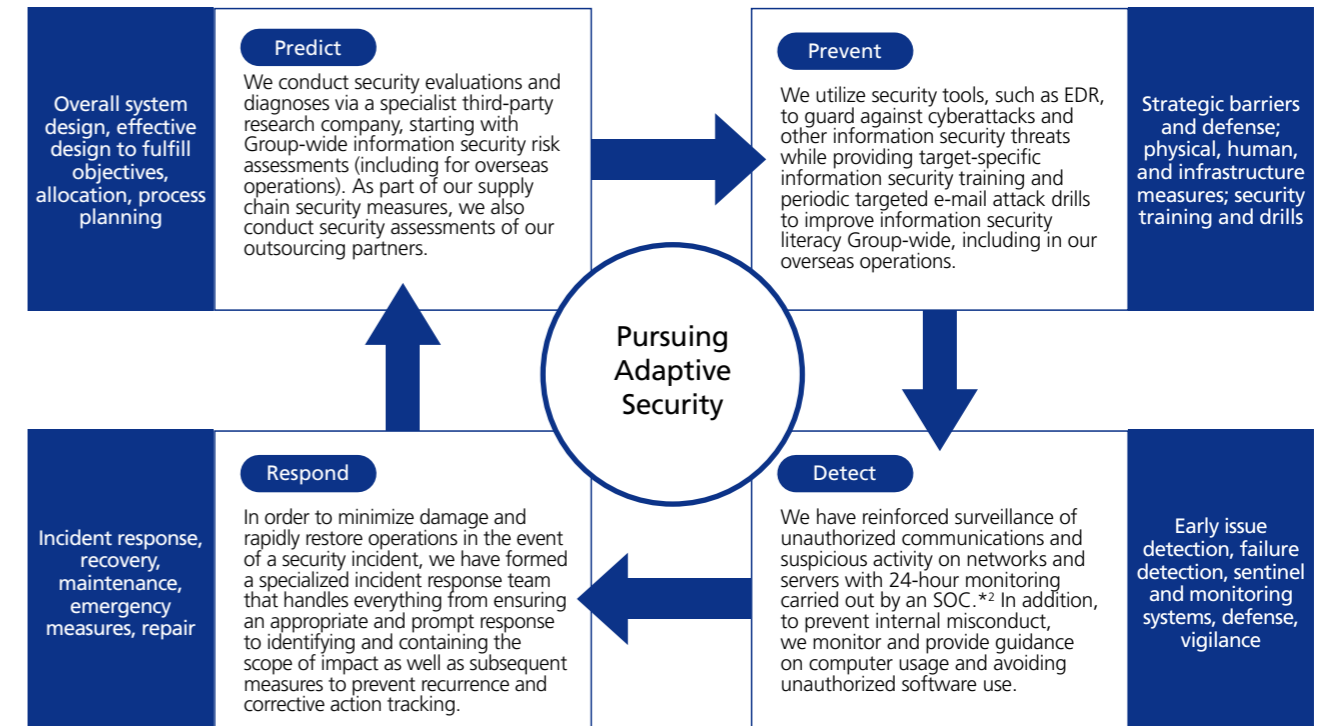 Overall system
design, effective
design to fulfill
objectives,
allocation, process
planning
Predict
We conduct security evaluations and
diagnoses via a specialist third-party
research company, starting with
Group-wide information security risk
assessments (including for overseas
operations). As part of our supply
chain security measures, we also
conduct security assessments of our
outsourcing partners.
Prevent
We utilize security tools, such as EDR,
to guard against cyberattacks and
other information security threats
while providing target-specific
information security training and
periodic targeted e-mail attack drills
to improve information security
literacy Group-wide, including in our
overseas operations.
Strategic barriers
and defense;
physical, human,
and infrastructure
measures; security
training and drills
Pursuing
Adaptive
Security
Incident response,
recovery,
maintenance,
emergency
measures, repair
Respond
In order to minimize damage and
rapidly restore operations in the event
of a security incident, we have formed
a specialized incident response team
that handles everything from ensuring
an appropriate and prompt response
to identifying and containing the
scope of impact as well as subsequent
measures to prevent recurrence and
corrective action tracking.
Detect
We have reinforced surveillance of
unauthorized communications and
suspicious activity on networks and
servers with 24-hour monitoring
carried out by an SOC.*2 In addition,
to prevent internal misconduct,
we monitor and provide guidance
on computer usage and avoiding
unauthorized software use.
Early issue
detection, failure
detection, sentinel
and monitoring
systems, defense,
vigilance